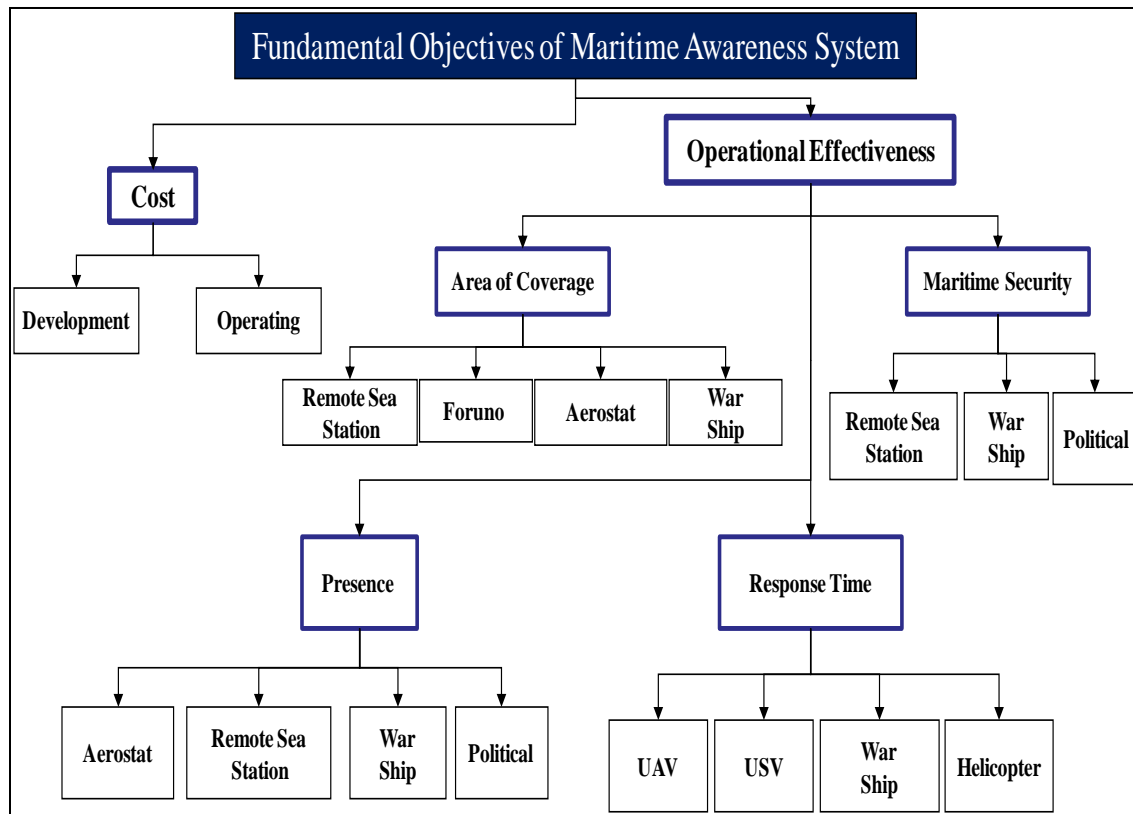 Fundamental Objectives of Maritime Awareness System
Operational Effectiveness
Cost
Area of Coverage
Maritime Security
Development
Operating
Remote Sea
Station
Foruno
Aerostat
War
Ship
Remote Sea
Station
War
Ship
Political
Presence
Response Time
Aerostat
Remote Sea
Station
War
Ship
Political
UAV
USV
War
Ship
Helicopter